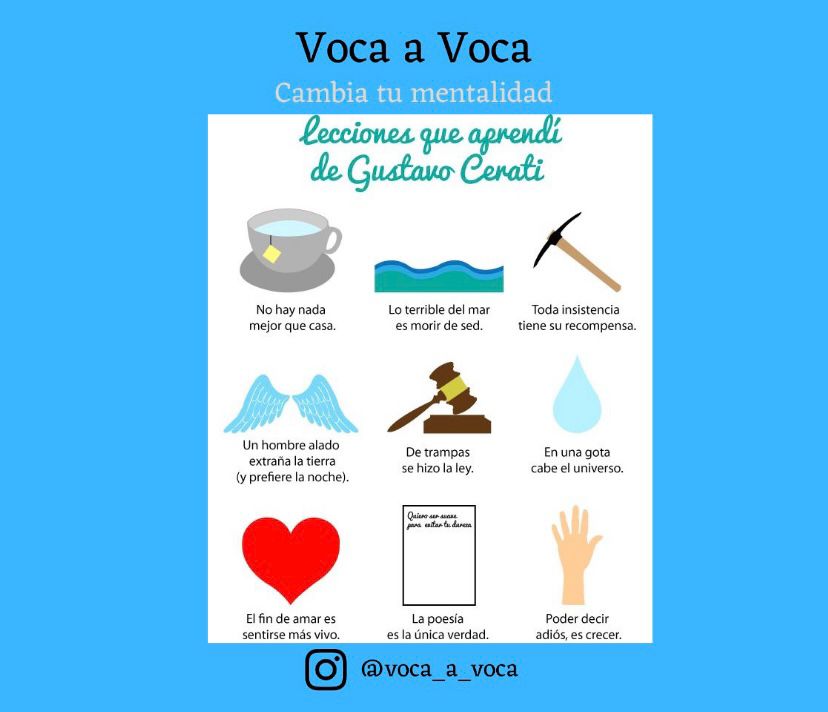 Voca a Voca
Cambia tu mentalidad
Lecciones que aprendí
de Gustavo Cerati
No hay nada
mejor que casa.
Lo terrible del mar
es morir de sed.
Toda insistencia
tiene su recompensa.
Un hombre alado
extraña la tierra
(y prefiere la noche).
De trampas
se hizo la ley.
En una gota
cabe el universo.
Quiero ser suave
para evitar tu dureza
El fin de amar es
sentirse más vivo.
La poesía
es la única verdad.
Poder decir
adiós, es crecer.
@voca_a_voca